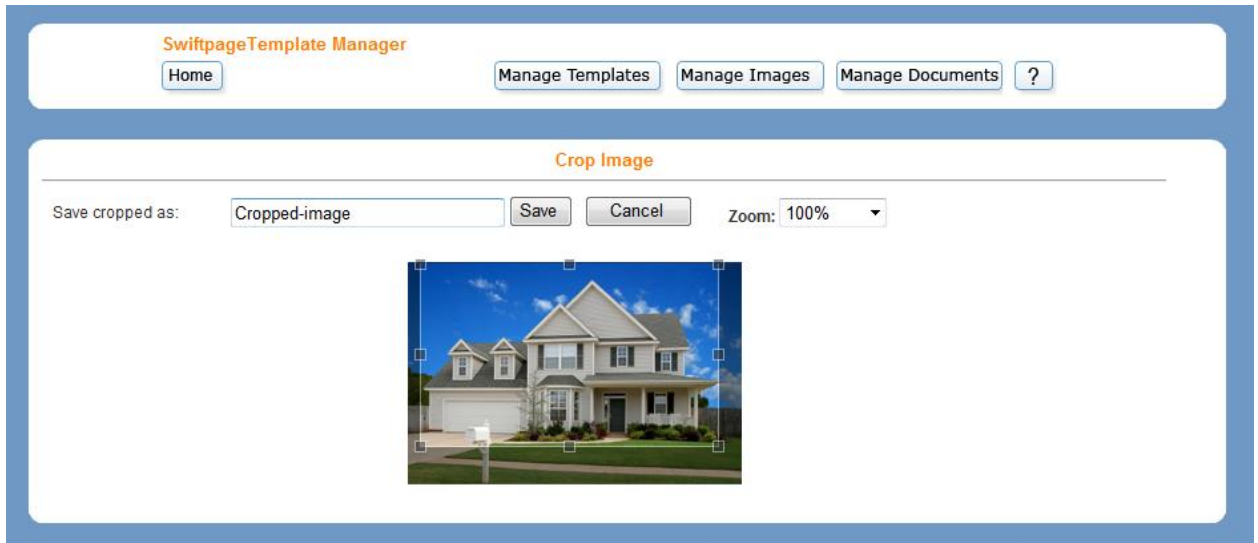 SwiftpageTemplate Manager
Home Manage Templates Manage Images Manage Documents ?
Crop Image
Save cropped as: Cropped-image Save Cancel Zoom: 100%